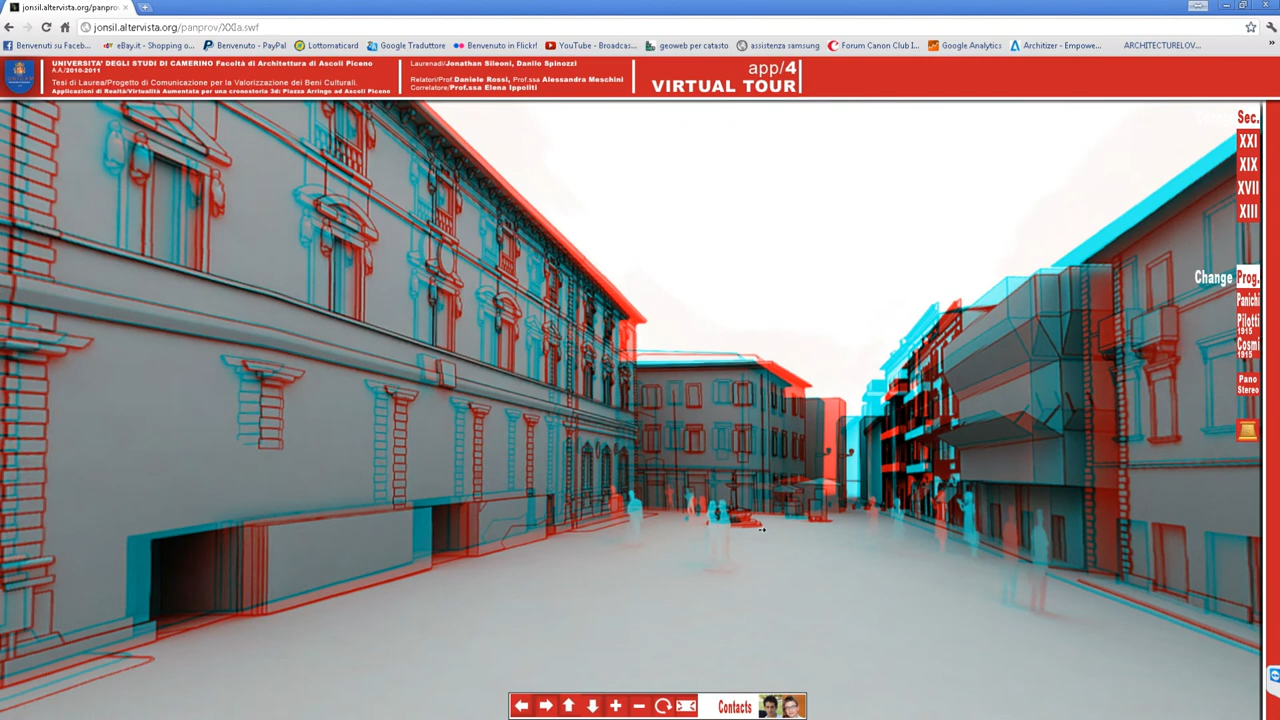 jonsil.altervista.org/panprov
jonsil.altervista.org/panprov/XXIa.swf
Benvenuti su Faceb... eBay.it - Shopping o... Benvenuto - PayPal Lottomaticard Google Traduttore Benvenuto in Flickr! YouTube - Broadcas... geoweb per catasto assistenza samsung Forum Canon Club I... Google Analytics Architizer - Empowe... ARCHITECTURELOV...
UNIVERSITA' DEGLI STUDI DI CAMERINO Facoltà di Architettura di Ascoli Piceno
A.A./2010-2011
Tesi di Laurea/Progetto di Comunicazione per la Valorizzazione dei Beni Culturali.
Applicazioni di Realtà/Virtualità Aumentata per una cronostoria 3d: Piazza Arringo ad Ascoli Piceno
Laurenadi/Jonathan Sileoni, Danilo Spinozzi
Relatori/Prof.Daniele Rossi, Prof.ssa Alessandra Meschini
Correlatore/Prof.ssa Elena Ippoliti
app/4
VIRTUAL TOUR
Sec.
XXI
XIX
XVII
XIII
Change Prog.
Panichi
Pilotti
1915
Cosmi
1915
Pano
Stereo
Contacts